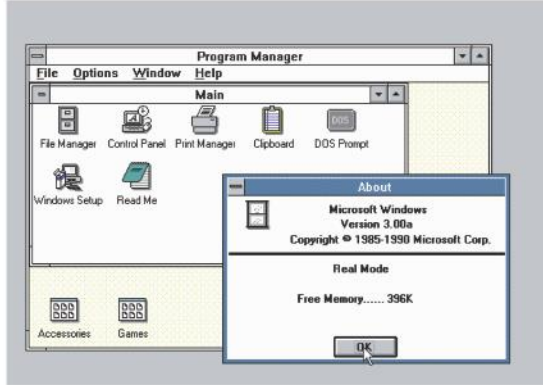 Program Manager
File Options Window Help
Main
File Manager Control Panel Print Manager Clipboard DOS Prompt
DOS
Windows Setup Read Me
About
Microsoft Windows
Version 3.00a
Copyright © 1985-1990 Microsoft Corp.
Real Mode
Free Memory...... 396K
OK
Accessories Games